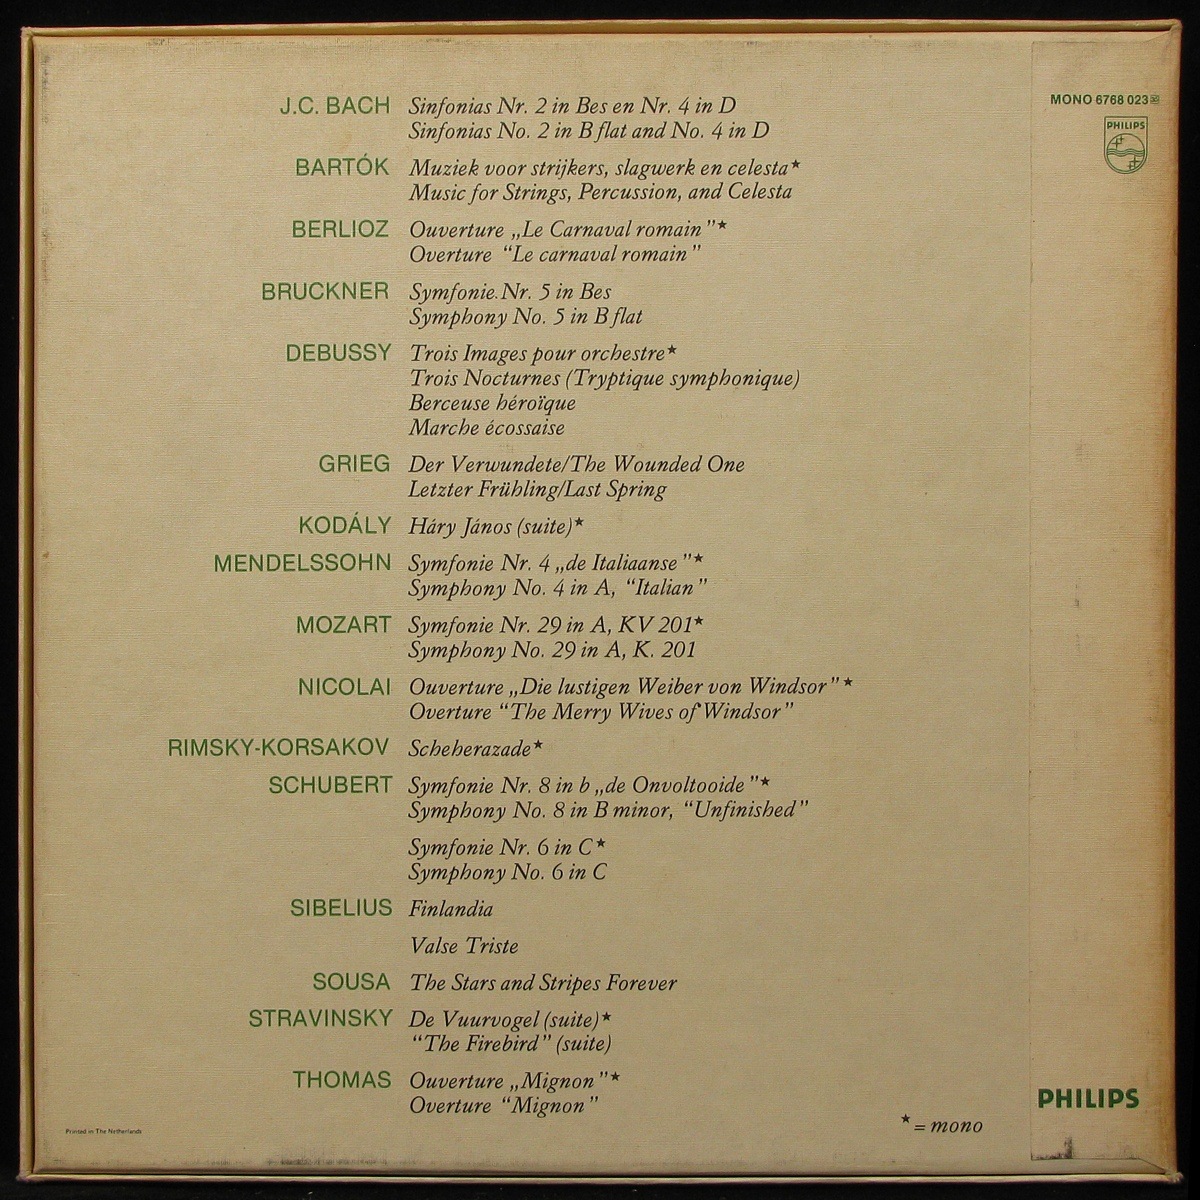 MONO 6768 023
PHILIPS
J.C. BACH Sinfonias Nr. 2 in Bes en Nr. 4 in D
Sinfonias No. 2 in B flat and No. 4 in D
BARTÓK Muziek voor strijkers, slagwerk en celesta★
Music for Strings, Percussion, and Celesta
BERLIOZ Ouverture „Le Carnaval romain”★
Overture “Le carnaval romain”
BRUCKNER Symfonie. Nr. 5 in Bes
Symphony No. 5 in B flat
DEBUSSY Trois Images pour orchestre★
Trois Nocturnes (Tryptique symphonique)
Berceuse héroïque
Marche écossaise
GRIEG Der Verwundete/The Wounded One
Letzter Frühling/Last Spring
KODÁLY Háry János (suite)★
MENDELSSOHN Symfonie Nr. 4 „de Italiaanse”★
Symphony No. 4 in A, “Italian”
MOZART Symfonie Nr. 29 in A, KV 201★
Symphony No. 29 in A, K. 201
NICOLAI Ouverture „Die lustigen Weiber von Windsor”★
Overture “The Merry Wives of Windsor”
RIMSKY-KORSAKOV Scheherazade★
SCHUBERT Symfonie Nr. 8 in b „de Onvoltooide”★
Symphony No. 8 in B minor, “Unfinished”
Symfonie Nr. 6 in C★
Symphony No. 6 in C
SIBELIUS Finlandia
Valse Triste
SOUSA The Stars and Stripes Forever
STRAVINSKY De Vuurvogel (suite)★
“The Firebird” (suite)
THOMAS Ouverture „Mignon”★
Overture “Mignon”
★ = mono
PHILIPS
Printed in The Netherlands